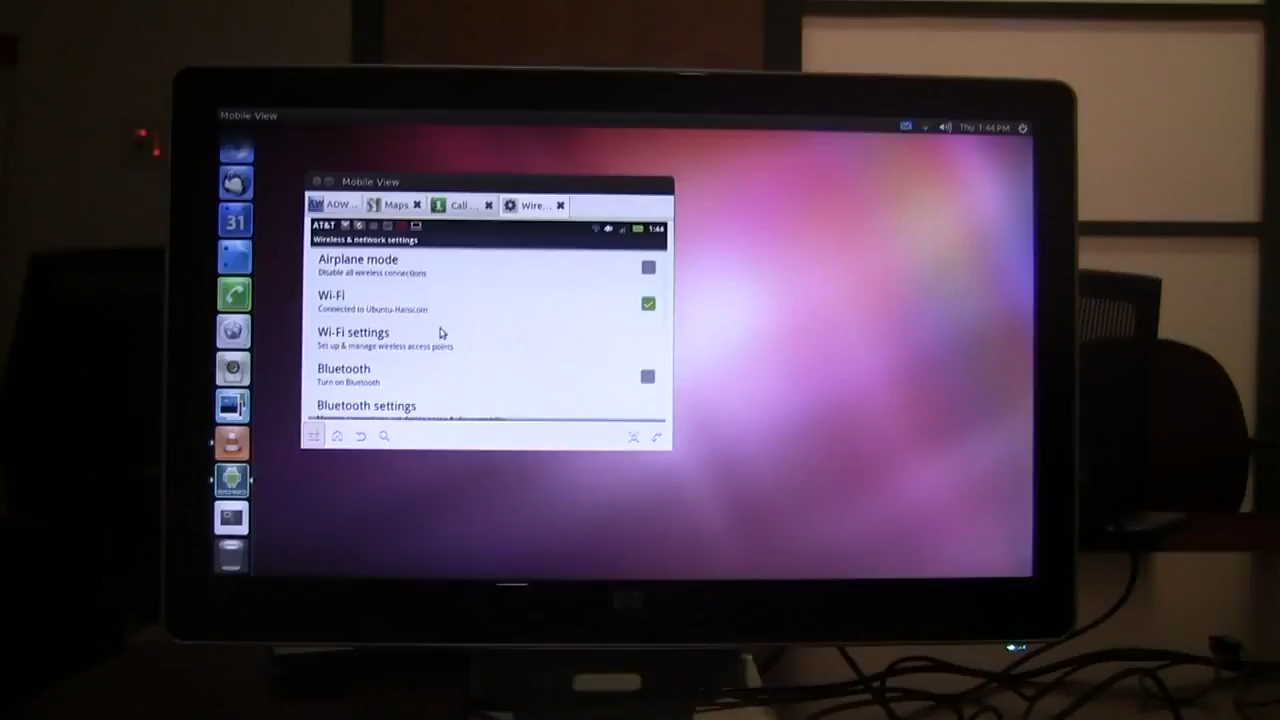 Mobile View
Thu 1:44 PM
Mobile View
ADW... Maps Call ... Wire...
AT&T 1:44
Wireless & network settings
Airplane mode
Disable all wireless connections
Wi-Fi
Connected to Ubuntu-Hanscom
Wi-Fi settings
Set up & manage wireless access points
Bluetooth
Turn on Bluetooth
Bluetooth settings
31